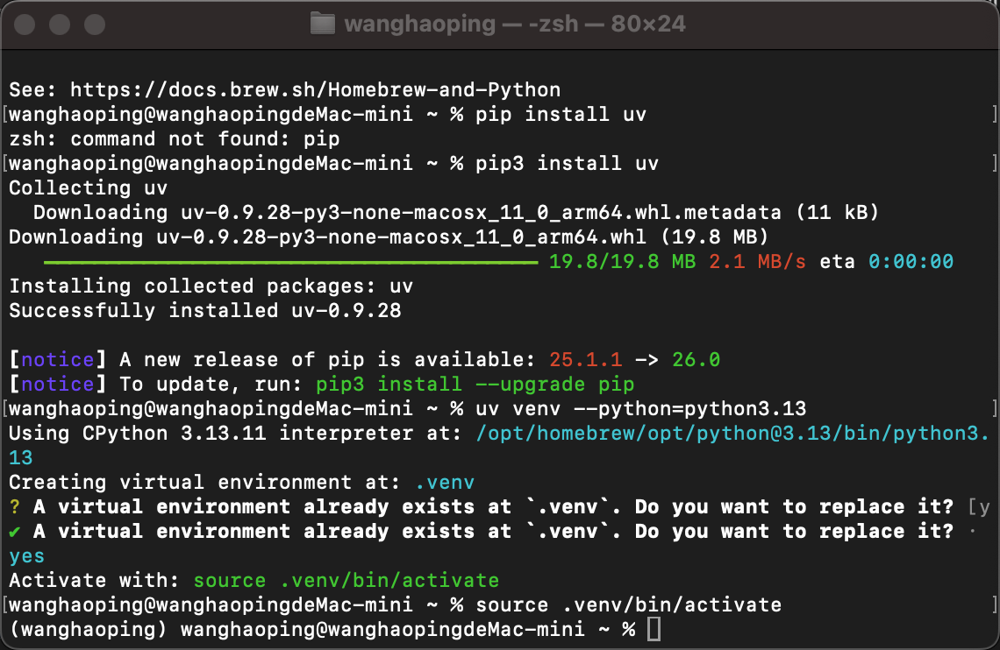 wanghaoping — -zsh — 80×24
See: https://docs.brew.sh/Homebrew-and-Python
[wanghaoping@wanghaopingdeMac-mini ~ % pip install uv ]
zsh: command not found: pip
[wanghaoping@wanghaopingdeMac-mini ~ % pip3 install uv ]
Collecting uv
  Downloading uv-0.9.28-py3-none-macosx_11_0_arm64.whl.metadata (11 kB)
Downloading uv-0.9.28-py3-none-macosx_11_0_arm64.whl (19.8 MB)
19.8/19.8 MB 2.1 MB/s eta 0:00:00
Installing collected packages: uv
Successfully installed uv-0.9.28
[notice] A new release of pip is available: 25.1.1 -> 26.0
[notice] To update, run: pip3 install --upgrade pip
[wanghaoping@wanghaopingdeMac-mini ~ % uv venv --python=python3.13 ]
Using CPython 3.13.11 interpreter at: /opt/homebrew/opt/python@3.13/bin/python3.
13
Creating virtual environment at: .venv
? A virtual environment already exists at `.venv`. Do you want to replace it? [y
✔ A virtual environment already exists at `.venv`. Do you want to replace it? ·
yes
Activate with: source .venv/bin/activate
[wanghaoping@wanghaopingdeMac-mini ~ % source .venv/bin/activate ]
(wanghaoping) wanghaoping@wanghaopingdeMac-mini ~ %